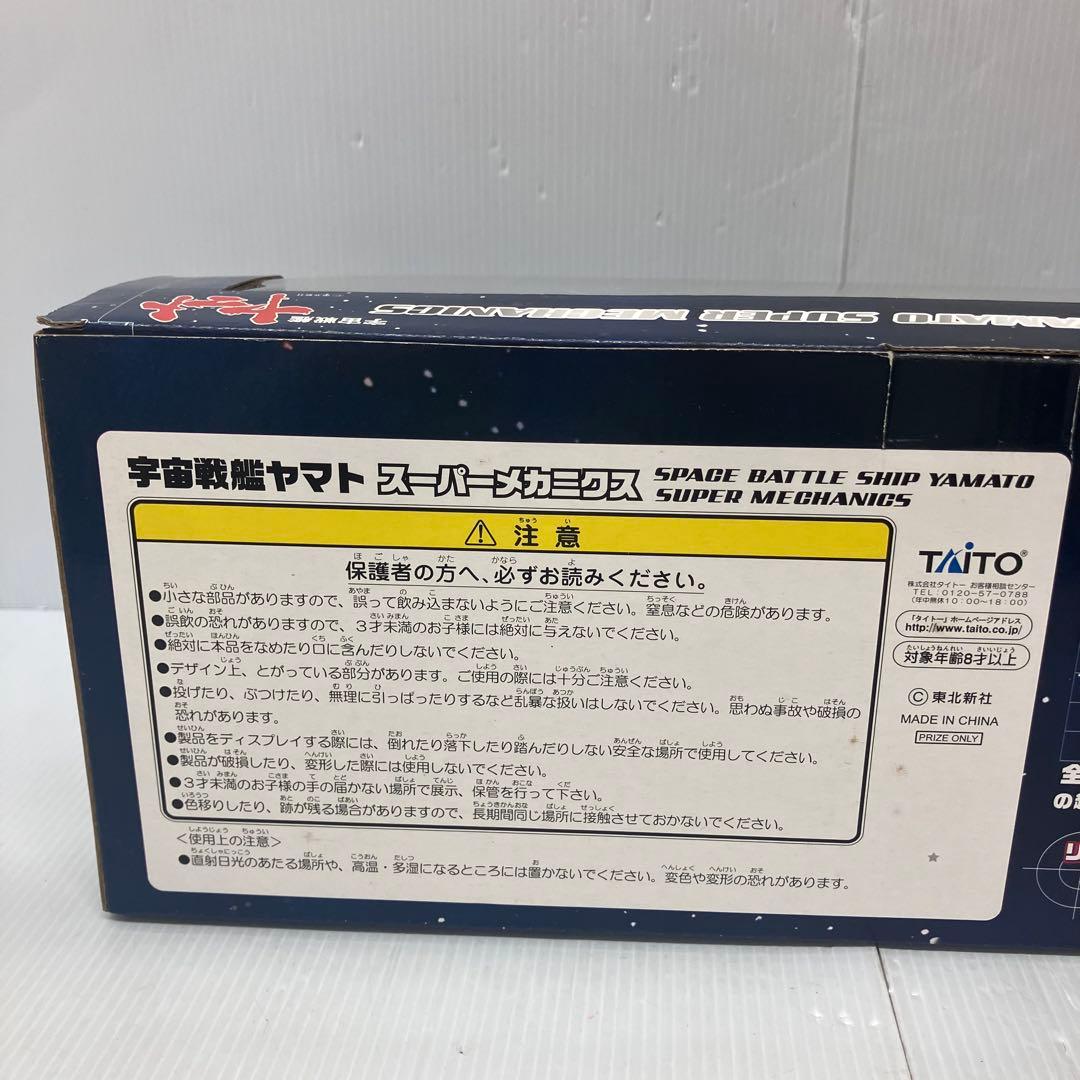 宇宙戦艦
ヤマト
YAMATO SUPER MECHANICS
宇宙戦艦ヤマト スーパーメカニクス SPACE BATTLE SHIP YAMATO
SUPER MECHANICS
注意
保護者の方へ、必ずお読みください。
●小さな部品がありますので、誤って飲み込まないようにご注意ください。窒息などの危険があります。
●誤飲の恐れがありますので、3才未満のお子様には絶対に与えないでください。
●絶対に本品をなめたり口に含んだりしないでください。
●デザイン上、とがっている部分があります。ご使用の際には十分ご注意ください。
●投げたり、ぶつけたり、無理に引っぱったりするなど乱暴な扱いはしないでください。思わぬ事故や破損の
恐れがあります。
●製品をディスプレイする際には、倒れたり落下したり踏んだりしない安全な場所で使用してください。
●製品が破損したり、変形した際には使用しないでください。
●3才未満のお子様の手の届かない場所で展示、保管を行って下さい。
●色移りしたり、跡が残る場合がありますので、長期間同じ場所に接触させておかないでください。
<使用上の注意>
●直射日光のあたる場所や、高温・多湿になるところには置かないでください。変色や変形の恐れがあります。
TAITO®
株式会社タイトー お客様相談センター
TEL:0120-57-0788
(年中無休10:00~18:00)
「タイトー」ホームページアドレス
http://www.taito.co.jp/
対象年齢8才以上
©東北新社
MADE IN CHINA
PRIZE ONLY
全
の
リ